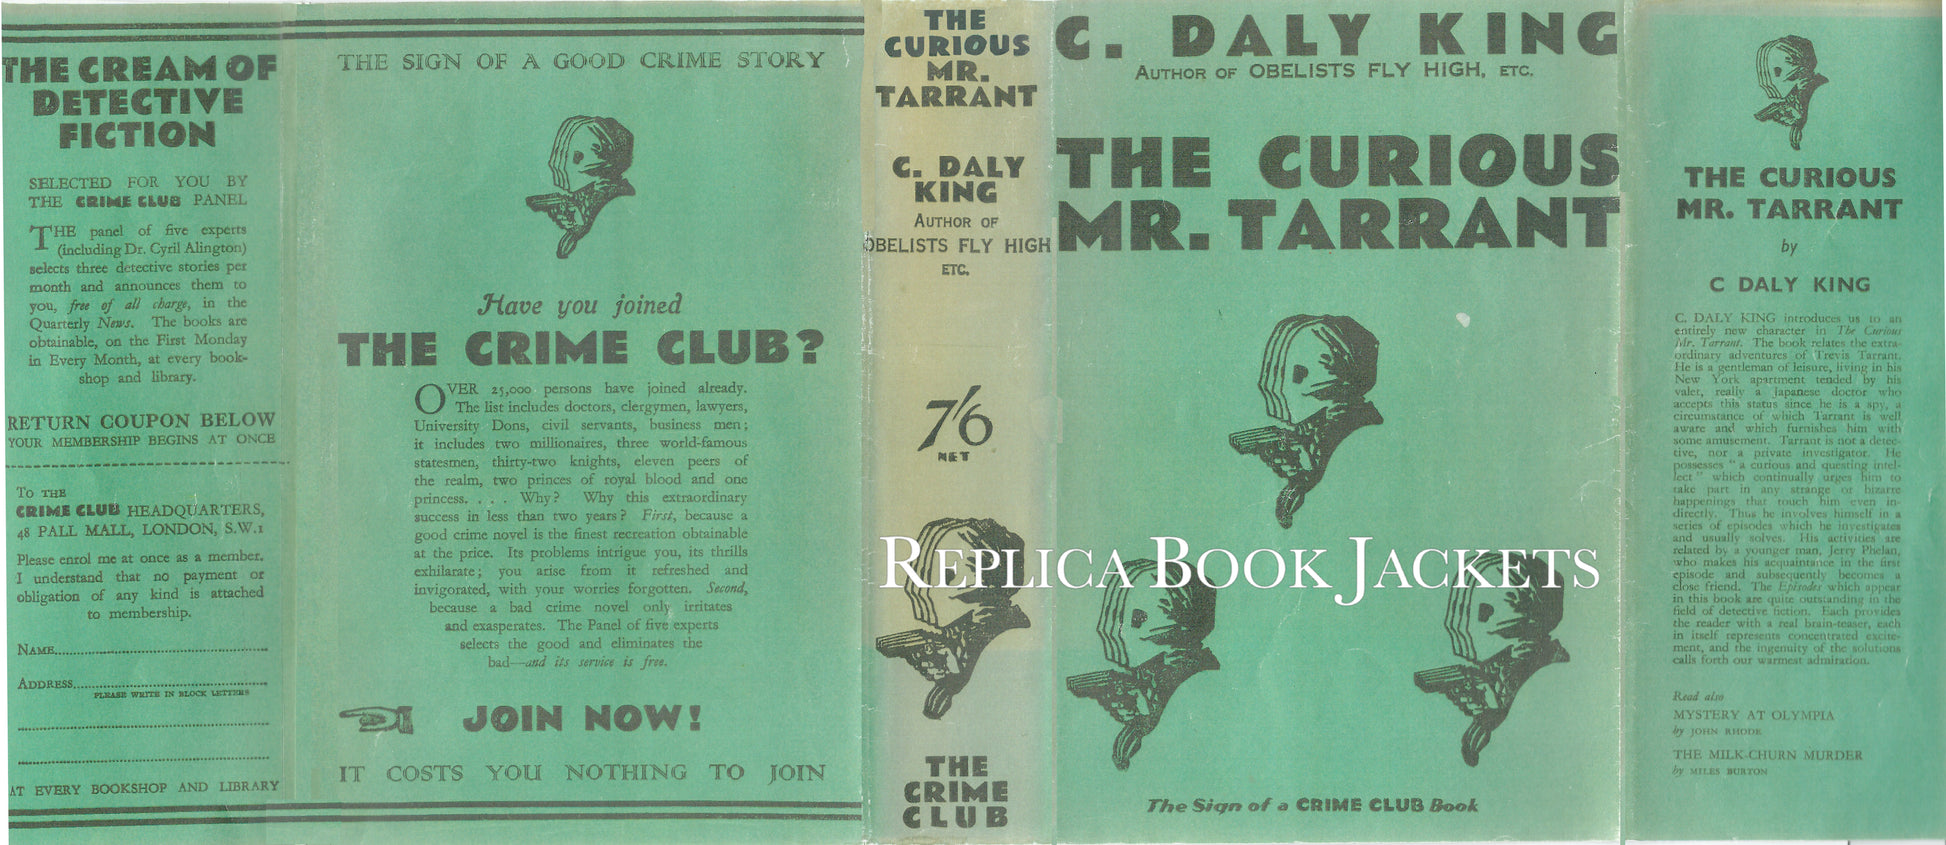 THE CREAM OF
DETECTIVE
FICTION
SELECTED FOR YOU BY
THE CRIME CLUB PANEL
THE panel of five experts
(including Dr. Cyril Alington)
selects three detective stories per
month and announces them to
you, free of all charge, in the
Quarterly News. The books are
obtainable, on the First Monday
in Every Month, at every book-
shop and library.
RETURN COUPON BELOW
YOUR MEMBERSHIP BEGINS AT ONCE
TO THE
CRIME CLUB HEADQUARTERS,
48 PALL MALL, LONDON, S.W.1
Please enrol me at once as a member.
I understand that no payment or
obligation of any kind is attached
to membership.
NAME
ADDRESS
PLEASE WRITE IN BLOCK LETTERS
AT EVERY BOOKSHOP AND LIBRARY
THE SIGN OF A GOOD CRIME STORY
Have you joined
THE CRIME CLUB?
OVER 25,000 persons have joined already.
The list includes doctors, clergymen, lawyers,
University Dons, civil servants, business men;
it includes two millionaires, three world-famous
statesmen, thirty-two knights, eleven peers of
the realm, two princes of royal blood and one
princess. . . . Why? Why this extraordinary
success in less than two years? First, because a
good crime novel is the finest recreation obtainable
at the price. Its problems intrigue you, its thrills
exhilarate; you arise from it refreshed and
invigorated, with your worries forgotten. Second,
because a bad crime novel only irritates
and exasperates. The Panel of five experts
selects the good and eliminates the
bad—and its service is free.
JOIN NOW!
IT COSTS YOU NOTHING TO JOIN
THE
CURIOUS
MR.
TARRANT
C. DALY
KING
AUTHOR OF
OBELISTS FLY HIGH
ETC.
7/6
NET
THE
CRIME
CLUB
C. DALY KING
AUTHOR OF OBELISTS FLY HIGH, ETC.
THE CURIOUS
MR. TARRANT
REPLICA BOOK JACKETS
The Sign of a CRIME CLUB Book
THE CURIOUS
MR. TARRANT
by
C DALY KING
C. DALY KING introduces us to an
entirely new character in The Curious
Mr. Tarrant. The book relates the extra-
ordinary adventures of Trevis Tarrant.
He is a gentleman of leisure, living in his
New York apartment tended by his
valet, really a Japanese doctor who
accepts this status since he is a spy, a
circumstance of which Tarrant is well
aware and which furnishes him with
some amusement. Tarrant is not a detec-
tive, nor a private investigator. He
possesses "a curious and questing intel-
lect" which continually urges him to
take part in any strange or bizarre
happenings that touch him even in-
directly. Thus he involves himself in a
series of episodes which he investigates
and usually solves. His activities are
related by a younger man, Jerry Phelan,
who makes his acquaintance in the first
episode and subsequently becomes a
close friend. The Episodes which appear
in this book are quite outstanding in the
field of detective fiction. Each provides
the reader with a real brain-teaser, each
in itself represents concentrated excite-
ment, and the ingenuity of the solutions
calls forth our warmest admiration.
Read also
MYSTERY AT OLYMPIA
by JOHN RHODE
THE MILK-CHURN MURDER
by MILES BURTON